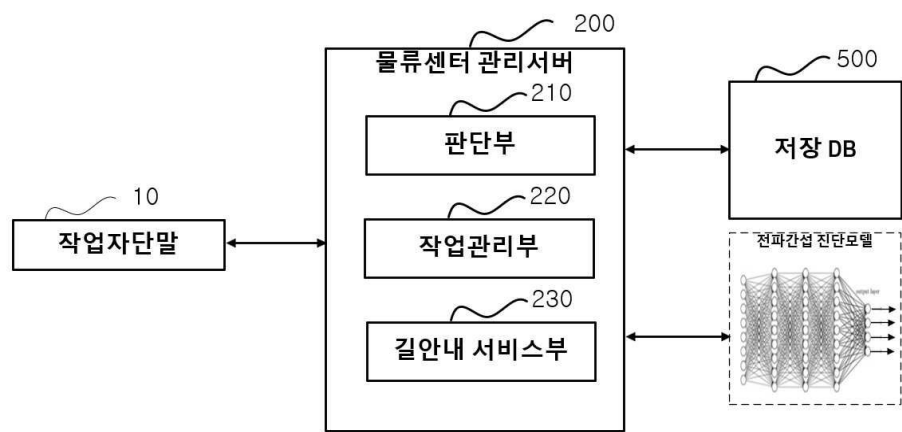 200
물류센터 관리서버
210
판단부
220
작업관리부
230
길안내 서비스부
10
작업자단말
500
저장 DB
전파간섭 진단모델
output layer